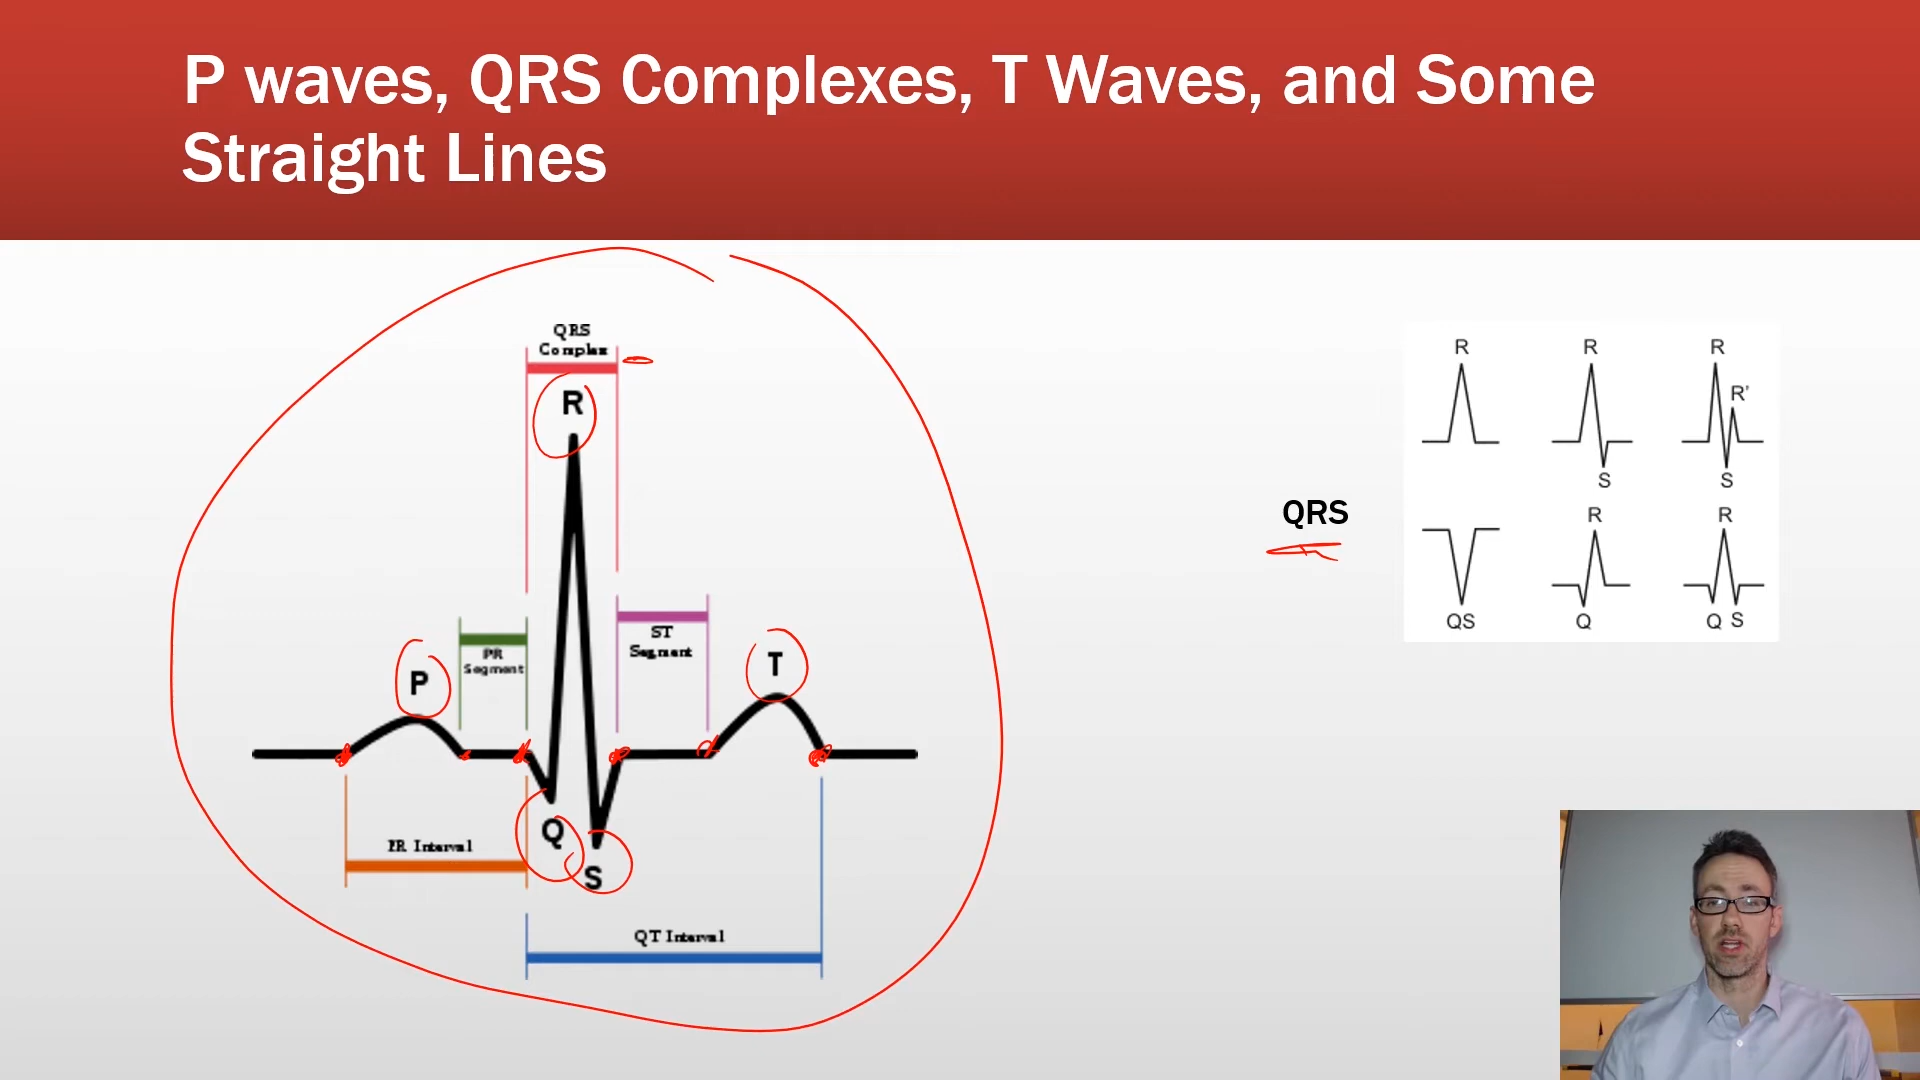 P waves, QRS Complexes, T Waves, and Some
Straight Lines
QRS
Complex
R
P
PR
Segment
ST
Segment
T
Q
S
PR Interval
QT Interval
QRS
R
R
S
R
R'
S
QS
R
Q
R
Q S